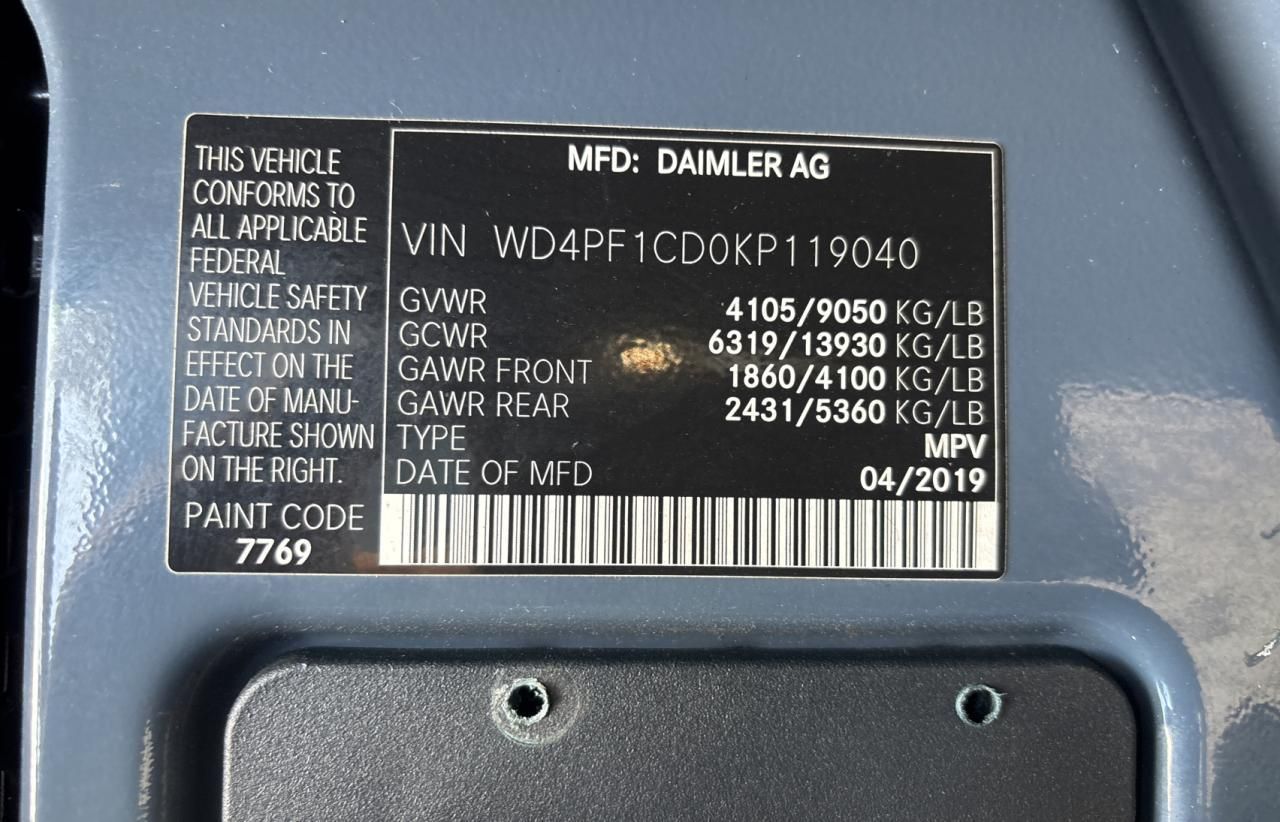 THIS VEHICLE
CONFORMS TO
ALL APPLICABLE
FEDERAL
VEHICLE SAFETY
STANDARDS IN
EFFECT ON THE
DATE OF MANU-
FACTURE SHOWN
ON THE RIGHT.
PAINT CODE
7769
MFD: DAIMLER AG
VIN WD4PF1CD0KP119040
GVWR 4105/9050 KG/LB
GCWR 6319/13930 KG/LB
GAWR FRONT 1860/4100 KG/LB
GAWR REAR 2431/5360 KG/LB
TYPE MPV
DATE OF MFD 04/2019